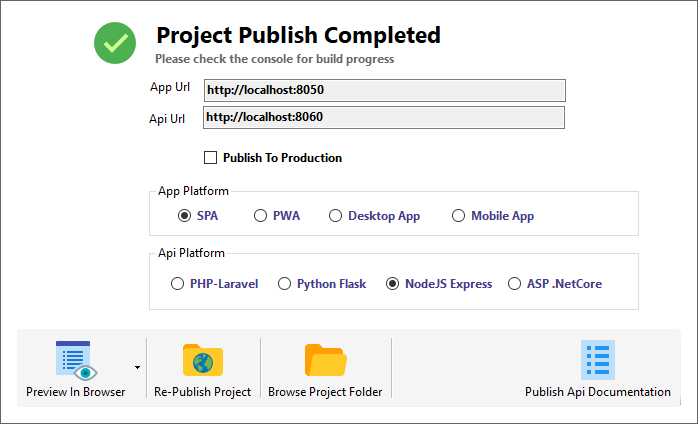 Project Publish Completed
Please check the console for build progress
App Url http://localhost:8050
Api Url http://localhost:8060
Publish To Production
App Platform
SPA PWA Desktop App Mobile App
Api Platform
PHP-Laravel Python Flask NodeJS Express ASP .NetCore
Preview In Browser Re-Publish Project Browse Project Folder Publish Api Documentation